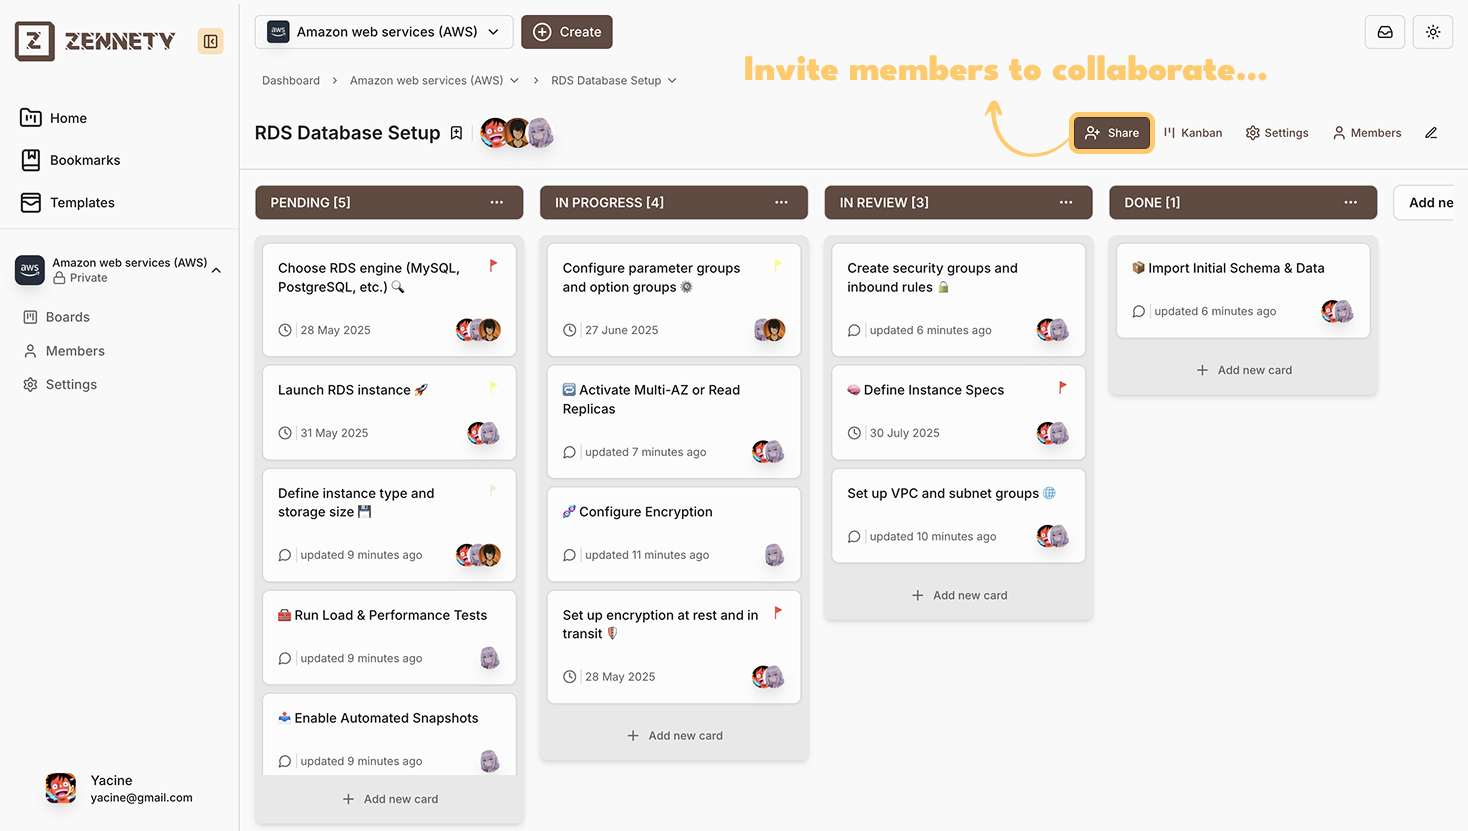 ZENNETY
aws Amazon web services (AWS)
Create
Invite members to collaborate...
Dashboard > Amazon web services (AWS) > RDS Database Setup
RDS Database Setup
Share
Kanban
Settings
Members
Home
Bookmarks
Templates
aws Amazon web services (AWS)
Private
Boards
Members
Settings
PENDING [5] ...
Choose RDS engine (MySQL,
PostgreSQL, etc.) 🔍
28 May 2025
Launch RDS instance 🚀
31 May 2025
Define instance type and
storage size 💾
updated 9 minutes ago
🧰 Run Load & Performance Tests
updated 9 minutes ago
📤 Enable Automated Snapshots
updated 9 minutes ago
+ Add new card
IN PROGRESS [4] ...
Configure parameter groups
and option groups ⚙️
27 June 2025
🔁 Activate Multi-AZ or Read
Replicas
updated 7 minutes ago
🧬 Configure Encryption
updated 11 minutes ago
Set up encryption at rest and in
transit 🛡️
28 May 2025
+ Add new card
IN REVIEW [3] ...
Create security groups and
inbound rules 🔒
updated 6 minutes ago
🧠 Define Instance Specs
30 July 2025
Set up VPC and subnet groups 🌐
updated 10 minutes ago
+ Add new card
DONE [1] ...
📦 Import Initial Schema & Data
updated 6 minutes ago
+ Add new card
Add ne
Yacine
yacine@gmail.com